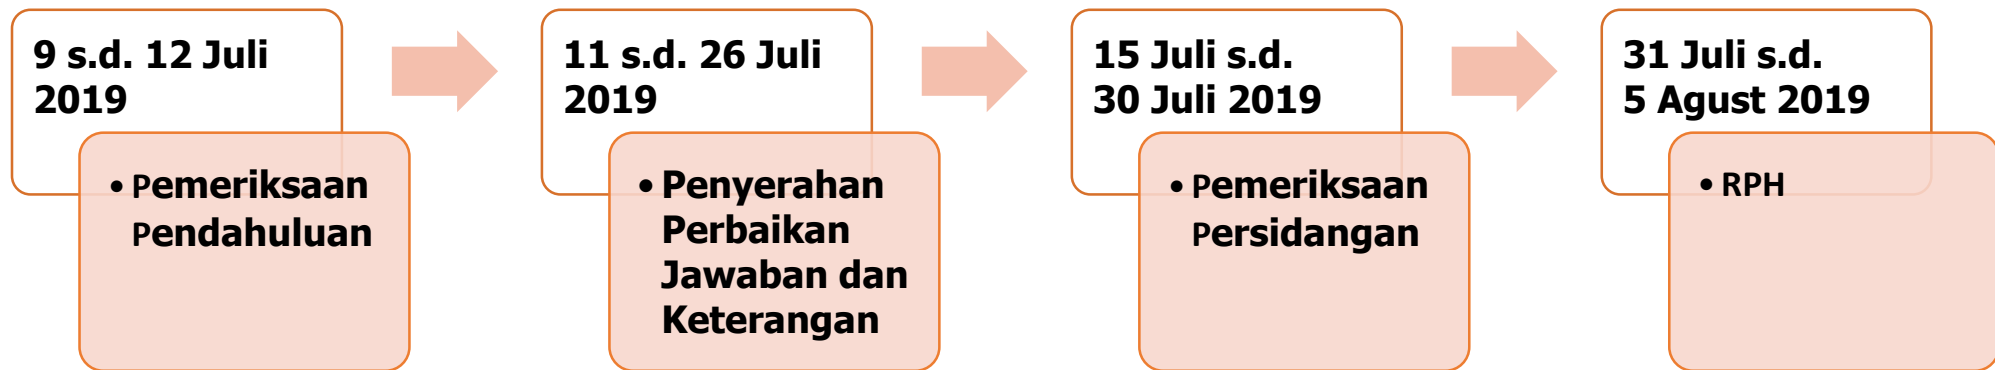 9 s.d. 12 Juli
2019
• Pemeriksaan
Pendahuluan
11 s.d. 26 Juli
2019
• Penyerahan
Perbaikan
Jawaban dan
Keterangan
15 Juli s.d.
30 Juli 2019
• Pemeriksaan
Persidangan
31 Juli s.d.
5 Agust 2019
• RPH